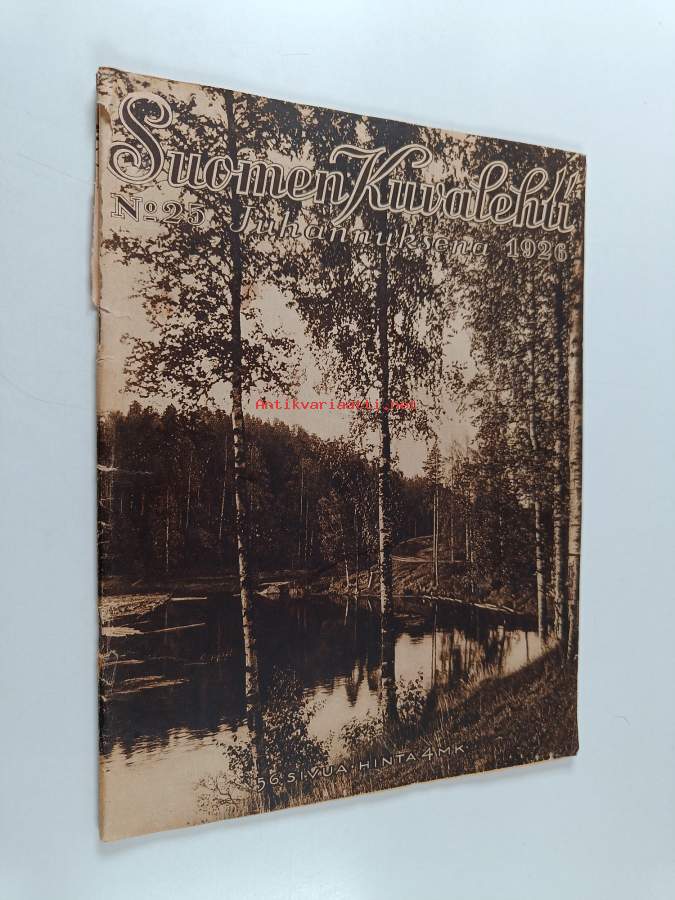 Suomen Kuvalehti
No 25 Juhannuksena 1926
Antikvariaatti.net
56 SIVUA · HINTA 4 MK